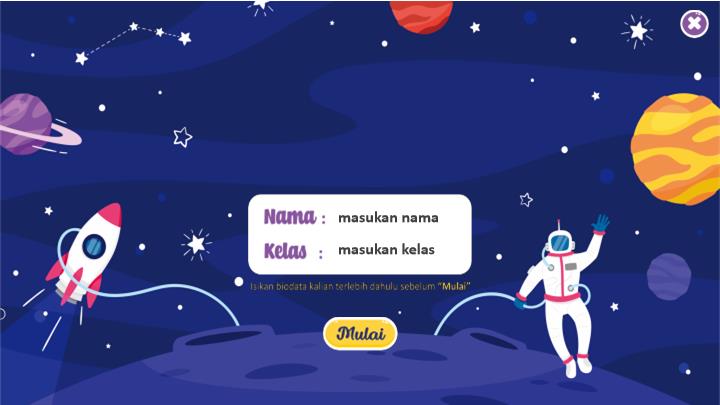 Nama : masukan nama
Kelas : masukan kelas
Isikan biodata kalian terlebih dahulu sebelum “Mulai”
Mulai